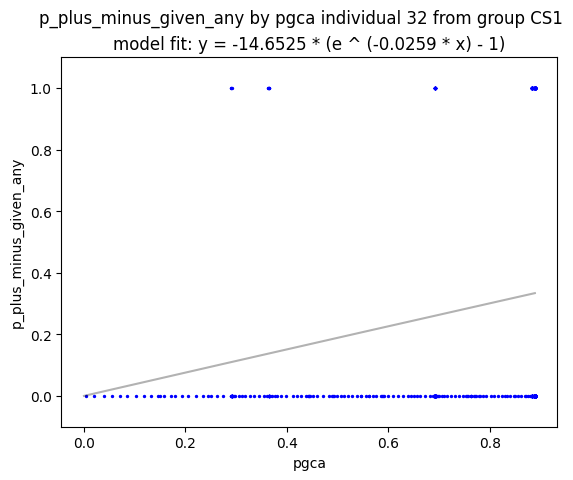 p_plus_minus_given_any by pgca individual 32 from group CS1
model fit: y = -14.6525 * (e ^ (-0.0259 * x) - 1)
1.0
0.8
0.6
0.4
0.2
0.0
p_plus_minus_given_any
0.0 0.2 0.4 0.6 0.8
pgca